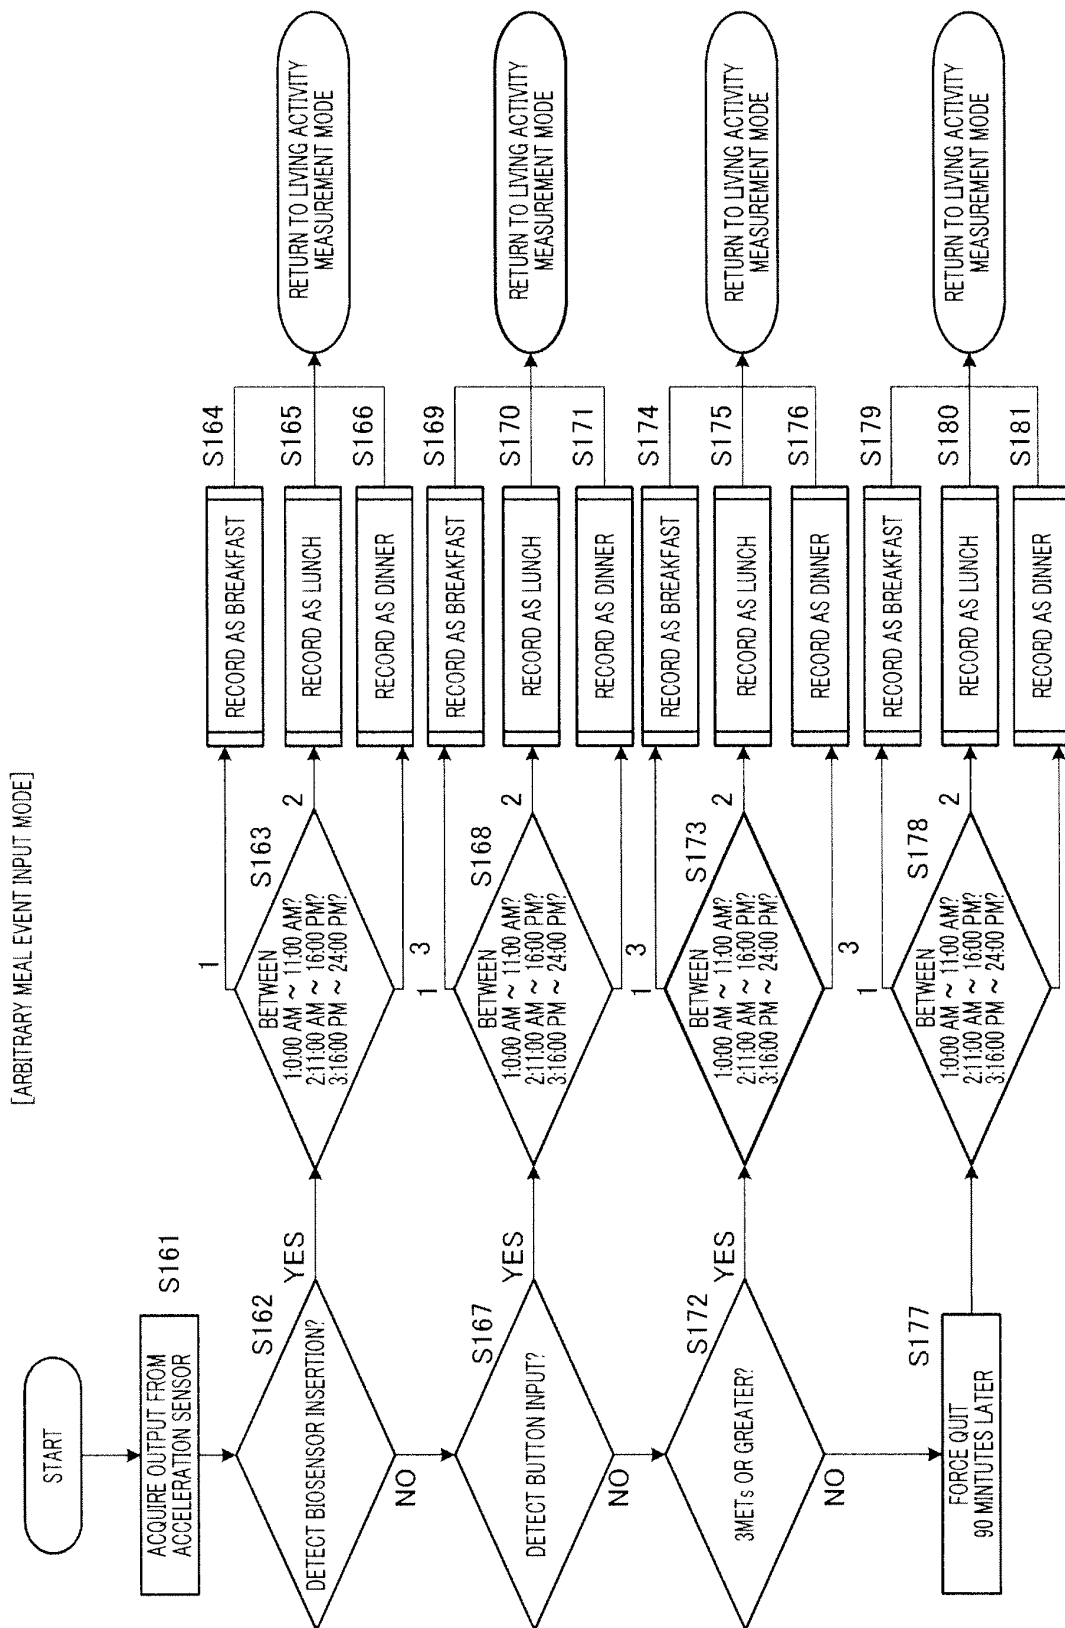 [ARBITRARY MEAL EVENT INPUT MODE]
START
ACQUIRE OUTPUT FROM
ACCELERATION SENSOR
S161
DETECT BIOSENSOR INSERTION?
S162
YES
NO
BETWEEN
1:0:00 AM ~ 11:00 AM?
2:11:00 AM ~ 16:00 PM?
3:16:00 PM ~ 24:00 PM?
S163
1
2
3
RECORD AS BREAKFAST
S164
RECORD AS LUNCH
S165
RECORD AS DINNER
S166
RETURN TO LIVING ACTIVITY
MEASUREMENT MODE
DETECT BUTTON INPUT?
S167
YES
NO
BETWEEN
1:0:00 AM ~ 11:00 AM?
2:11:00 AM ~ 16:00 PM?
3:16:00 PM ~ 24:00 PM?
S168
1
2
3
RECORD AS BREAKFAST
S169
RECORD AS LUNCH
S170
RECORD AS DINNER
S171
RETURN TO LIVING ACTIVITY
MEASUREMENT MODE
3METs OR GREATER?
S172
YES
NO
BETWEEN
1:0:00 AM ~ 11:00 AM?
2:11:00 AM ~ 16:00 PM?
3:16:00 PM ~ 24:00 PM?
S173
1
2
3
RECORD AS BREAKFAST
S174
RECORD AS LUNCH
S175
RECORD AS DINNER
S176
RETURN TO LIVING ACTIVITY
MEASUREMENT MODE
FORCE QUIT
90 MINTUTES LATER
S177
BETWEEN
1:0:00 AM ~ 11:00 AM?
2:11:00 AM ~ 16:00 PM?
3:16:00 PM ~ 24:00 PM?
S178
1
2
RECORD AS BREAKFAST
S179
RECORD AS LUNCH
S180
RECORD AS DINNER
S181
RETURN TO LIVING ACTIVITY
MEASUREMENT MODE